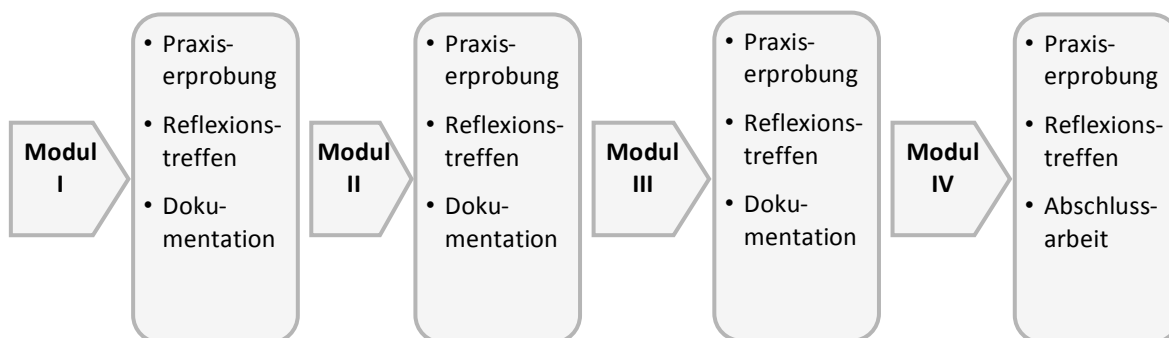 Modul
I
• Praxis-
erprobung
• Reflexions-
treffen
• Doku-
mentation
Modul
II
• Praxis-
erprobung
• Reflexions-
treffen
• Doku-
mentation
Modul
III
• Praxis-
erprobung
• Reflexions-
treffen
• Doku-
mentation
Modul
IV
• Praxis-
erprobung
• Reflexions-
treffen
• Abschluss-
arbeit